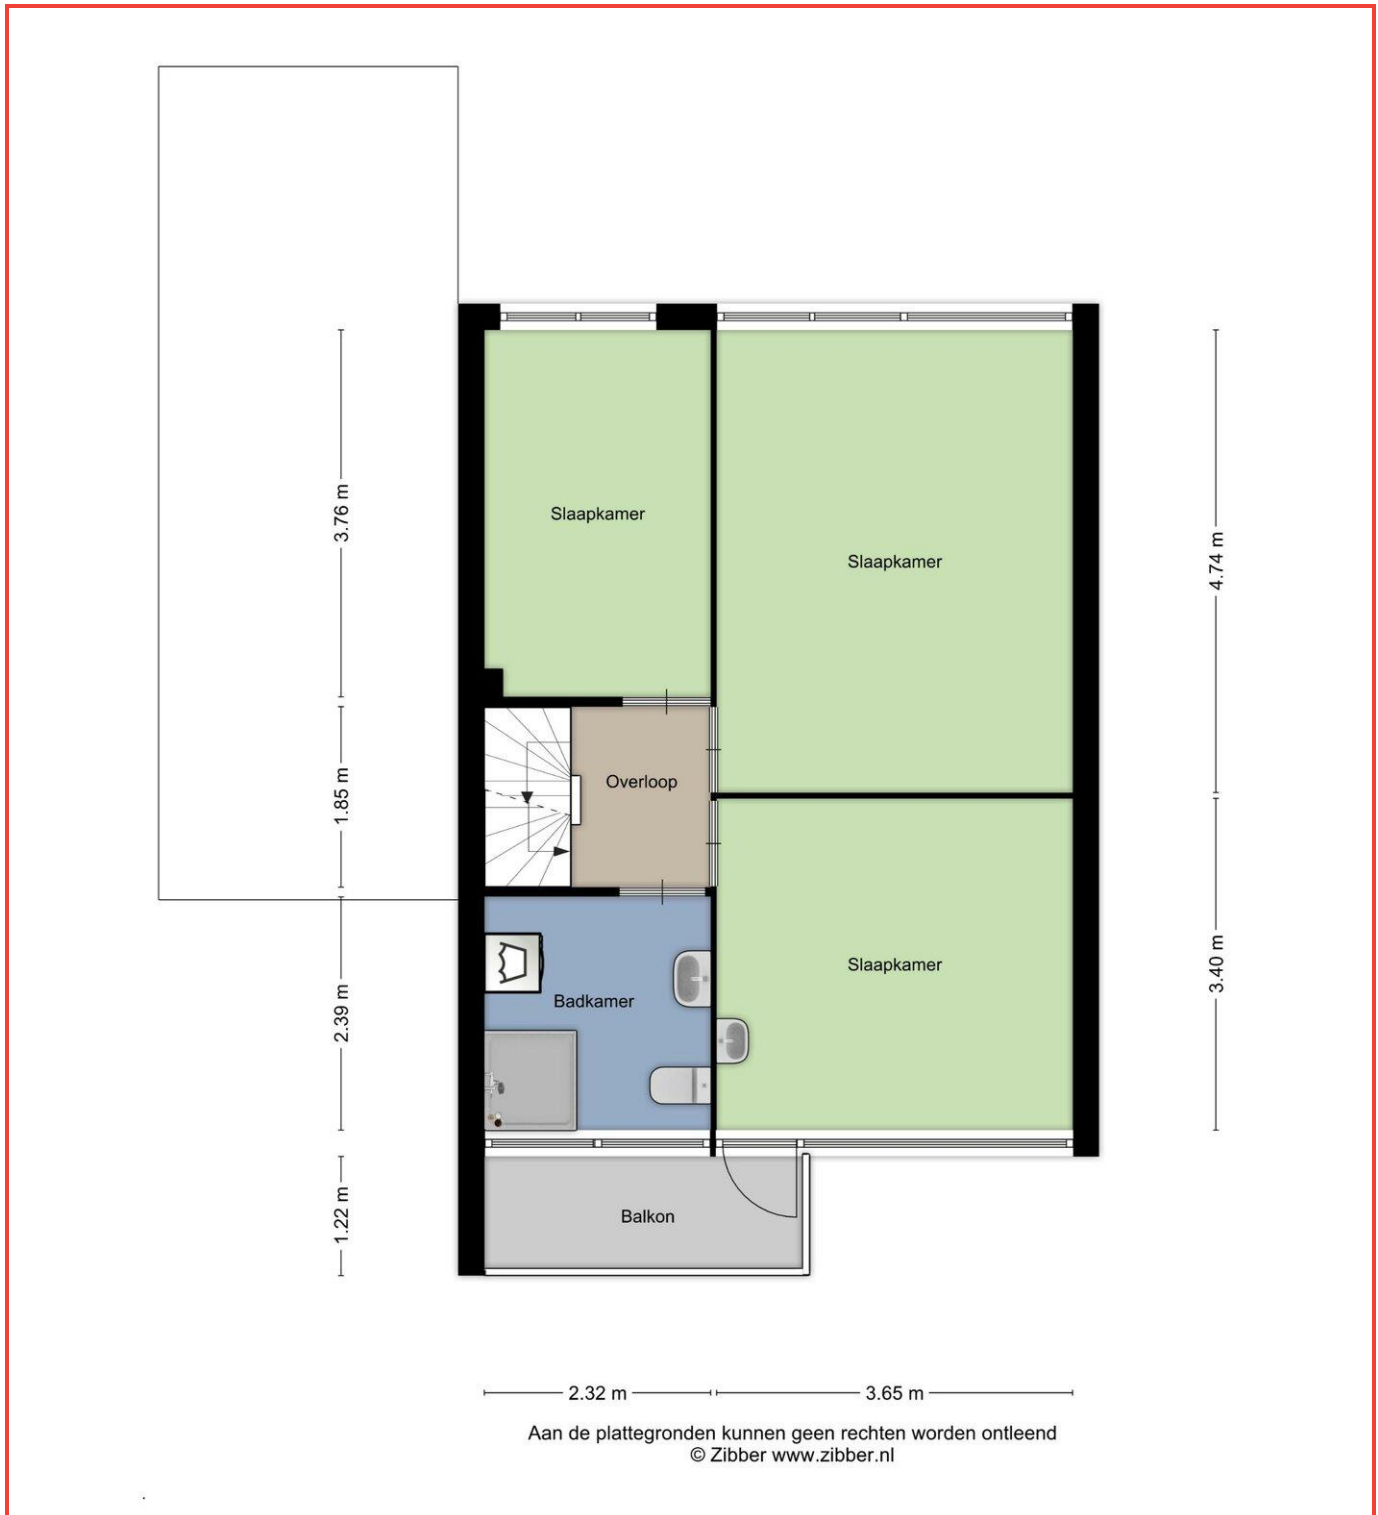 3.76 m
4.74 m
Slaapkamer
Slaapkamer
1.85 m
Overloop
2.39 m
3.40 m
Slaapkamer
Badkamer
1.22 m
Balkon
2.32 m
3.65 m
Aan de plattegronden kunnen geen rechten worden ontleend
© Zibber www.zibber.nl